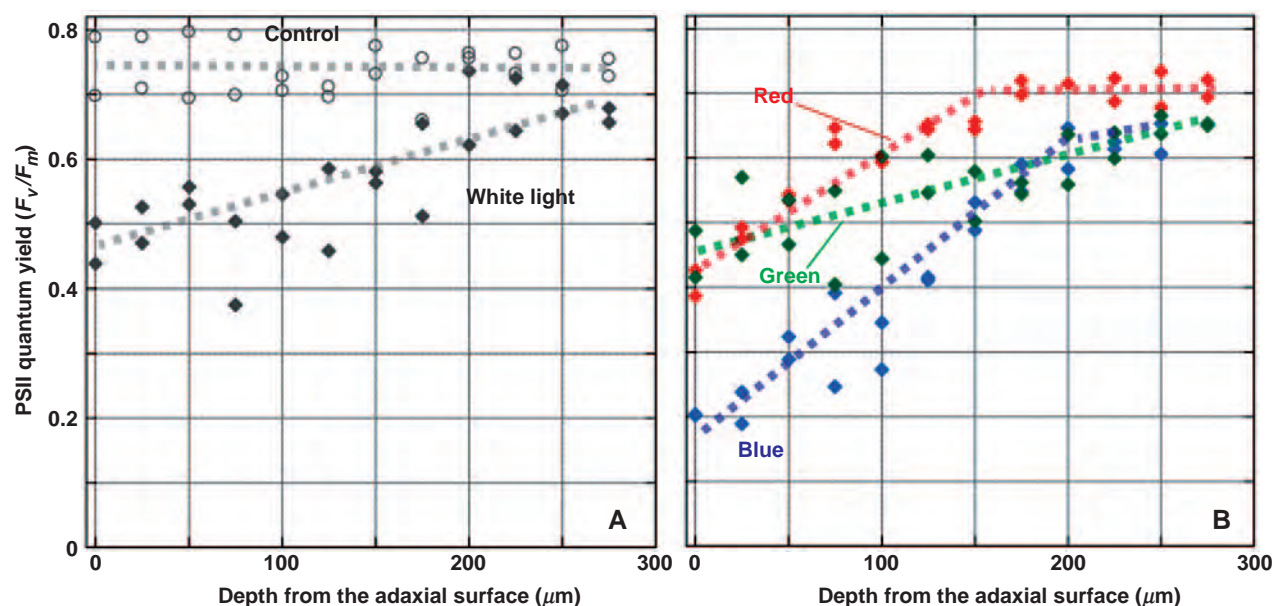 PSII quantum yield (Fv/Fm)
0.8
0.6
0.4
0.2
0
Control
White light
A
0 100 200 300
Depth from the adaxial surface (μm)
Red
Green
Blue
B
0 100 200 300
Depth from the adaxial surface (μm)